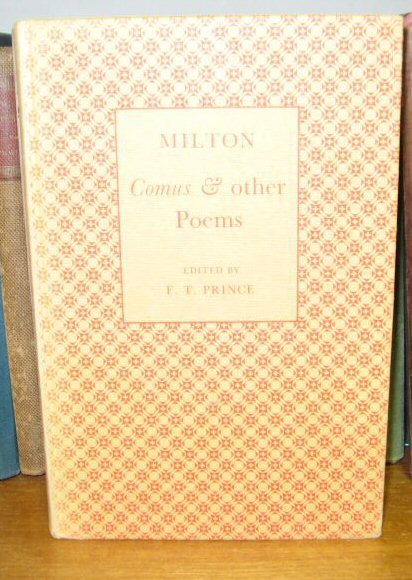 MILTON
Comus & other
Poems
EDITED BY
F. T. PRINCE